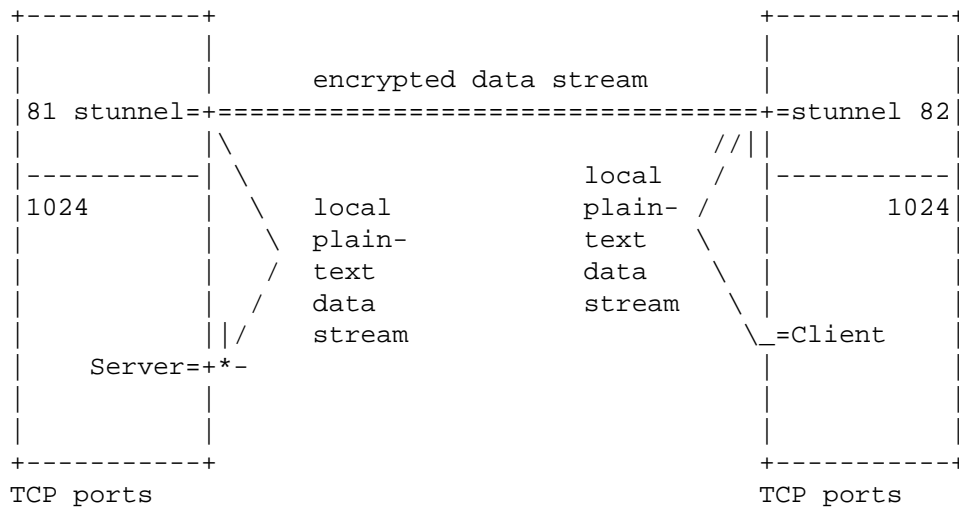 encrypted data stream
81 stunnel=+==================================+=stunnel 82
local
1024 local plain- 1024
plain- text
text data
data stream
stream =Client
Server=+*-
TCP ports TCP ports